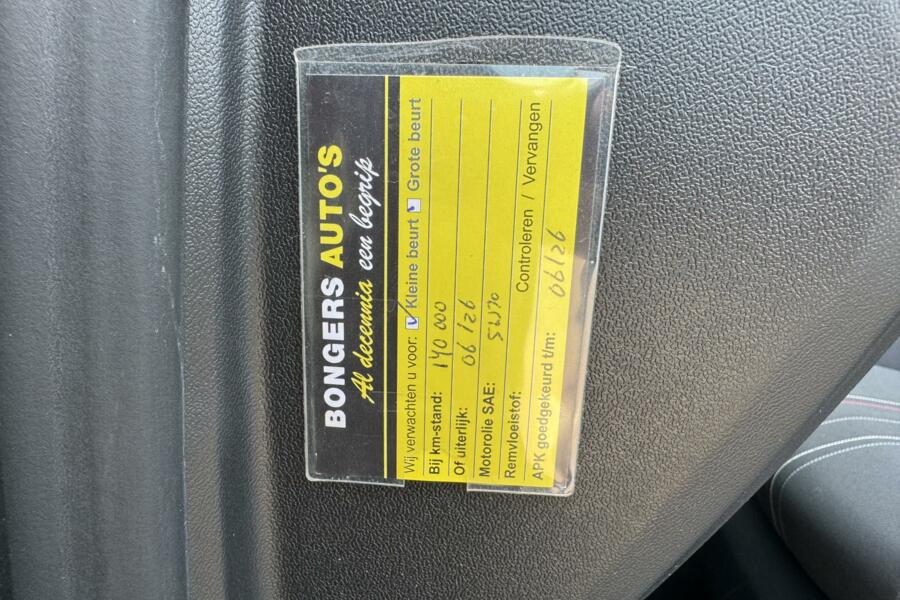 BONGERS AUTO'S
Al decennia een begrip
Wij verwachten u voor: Kleine beurt Grote beurt
Bij km-stand: 140 000
Of uiterlijk: 06/26
Motorolie SAE: 5W30
Remvloeistof: Controleren / Vervangen
APK goedgekeurd t/m: 06/26